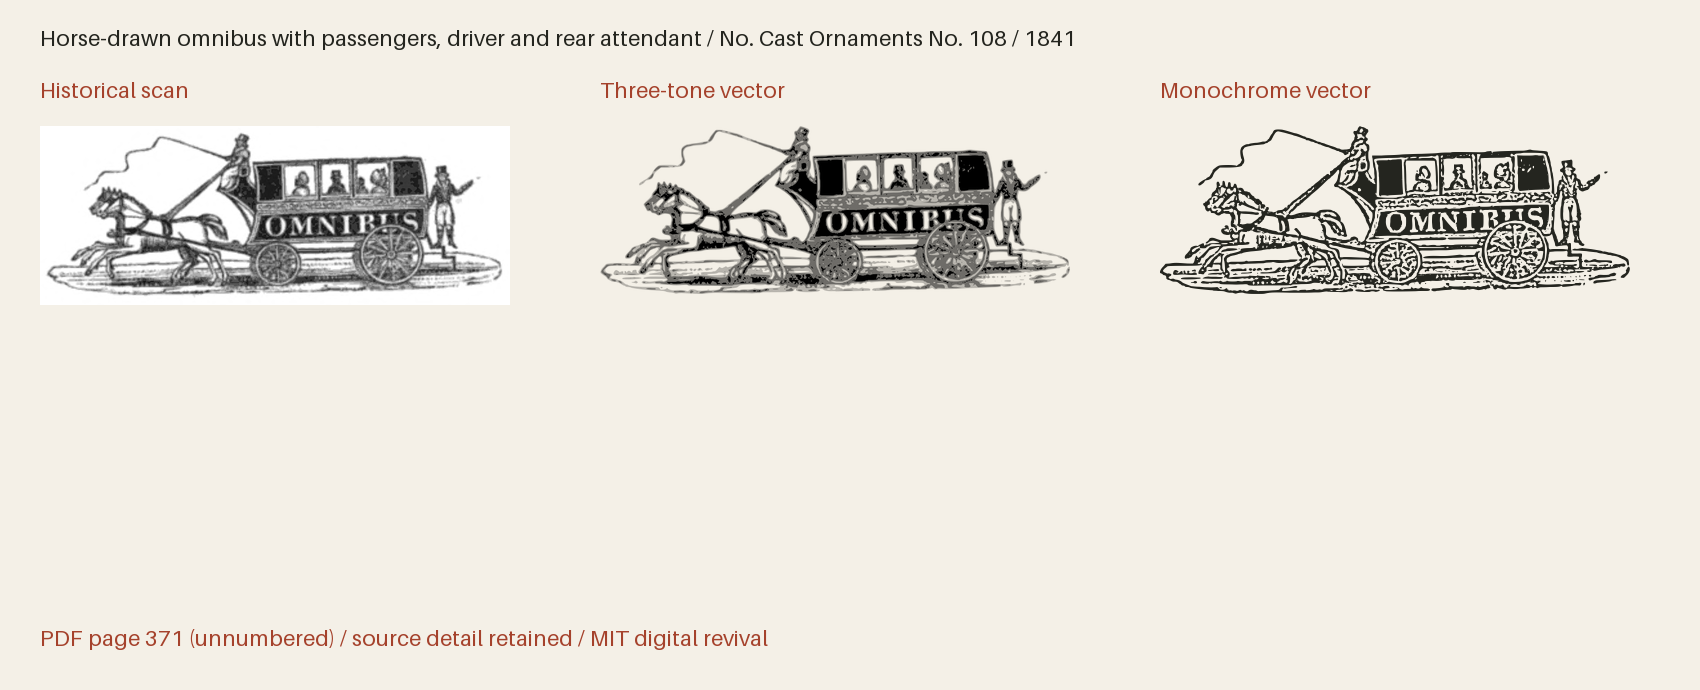 Horse-drawn omnibus with passengers, driver and rear attendant / No. Cast Ornaments No. 108 / 1841
Historical scan
Three-tone vector
Monochrome vector
OMNIBUS
OMNIBUS
OMNIBUS
PDF page 371 (unnumbered) / source detail retained / MIT digital revival